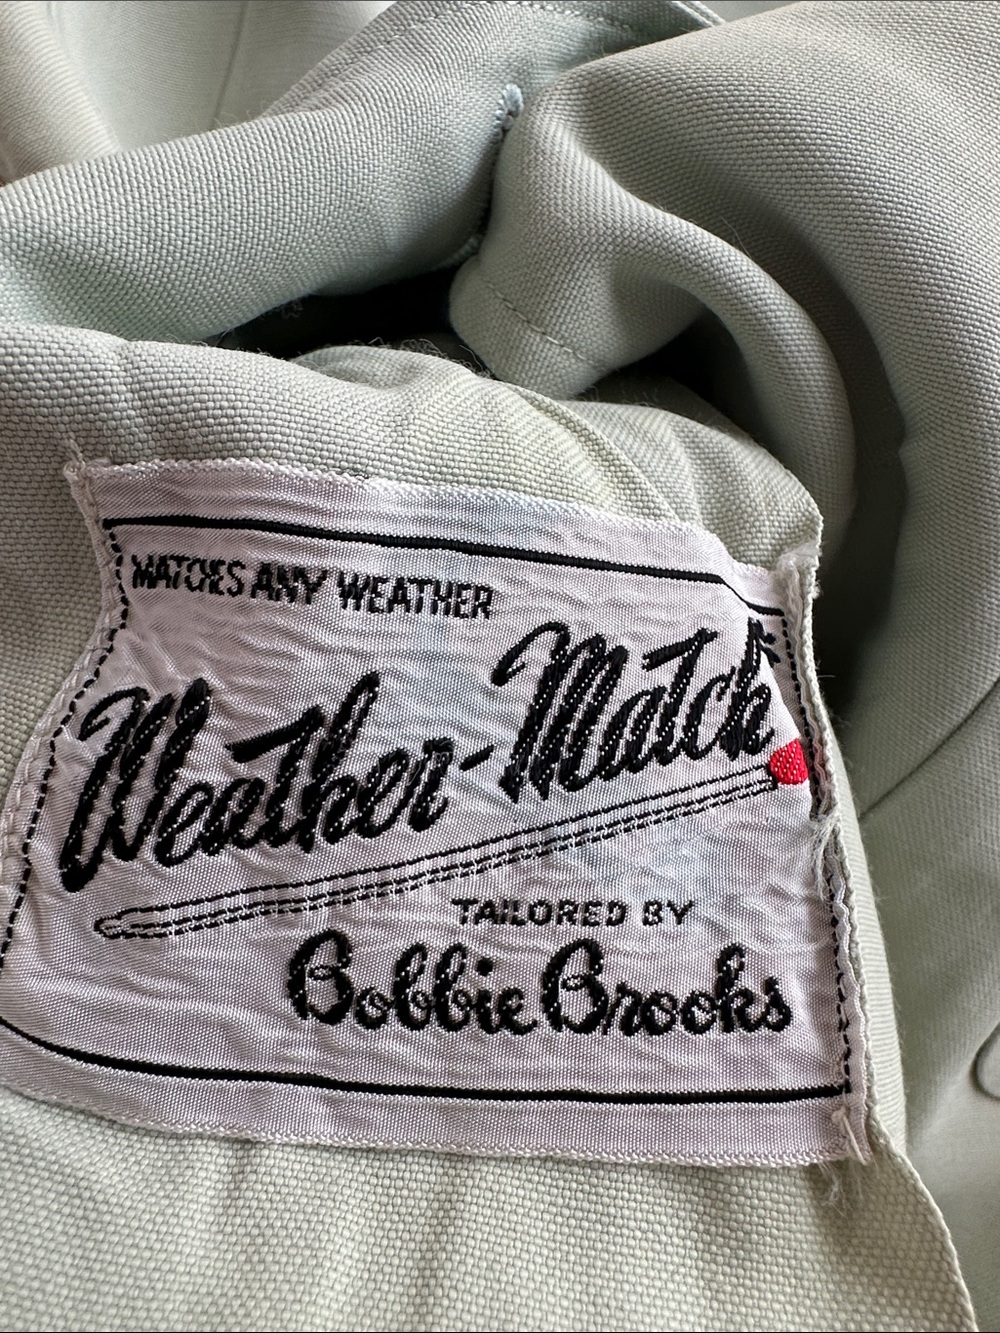 MATCHES ANY WEATHER
Weather-Match
TAILORED BY
Bobbie Brooks